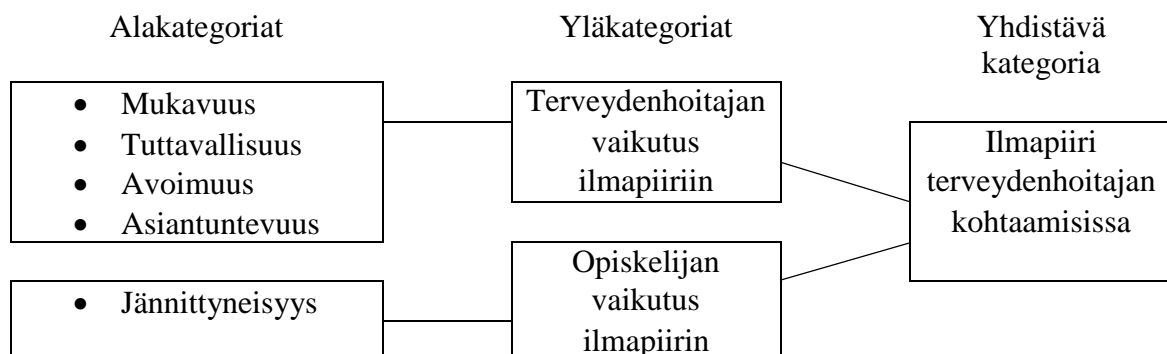 Alakategoriat
Yläkategoriat
Yhdistävä
kategoria
• Mukavuus
• Tuttavallisuus
• Avoimuus
• Asiantuntevuus
Terveydenhoitajan
vaikutus
ilmapiiriin
Ilmapiiri
terveydenhoitajan
kohtaamisissa
• Jännittyneisyys
Opiskelijan
vaikutus
ilmapiirin